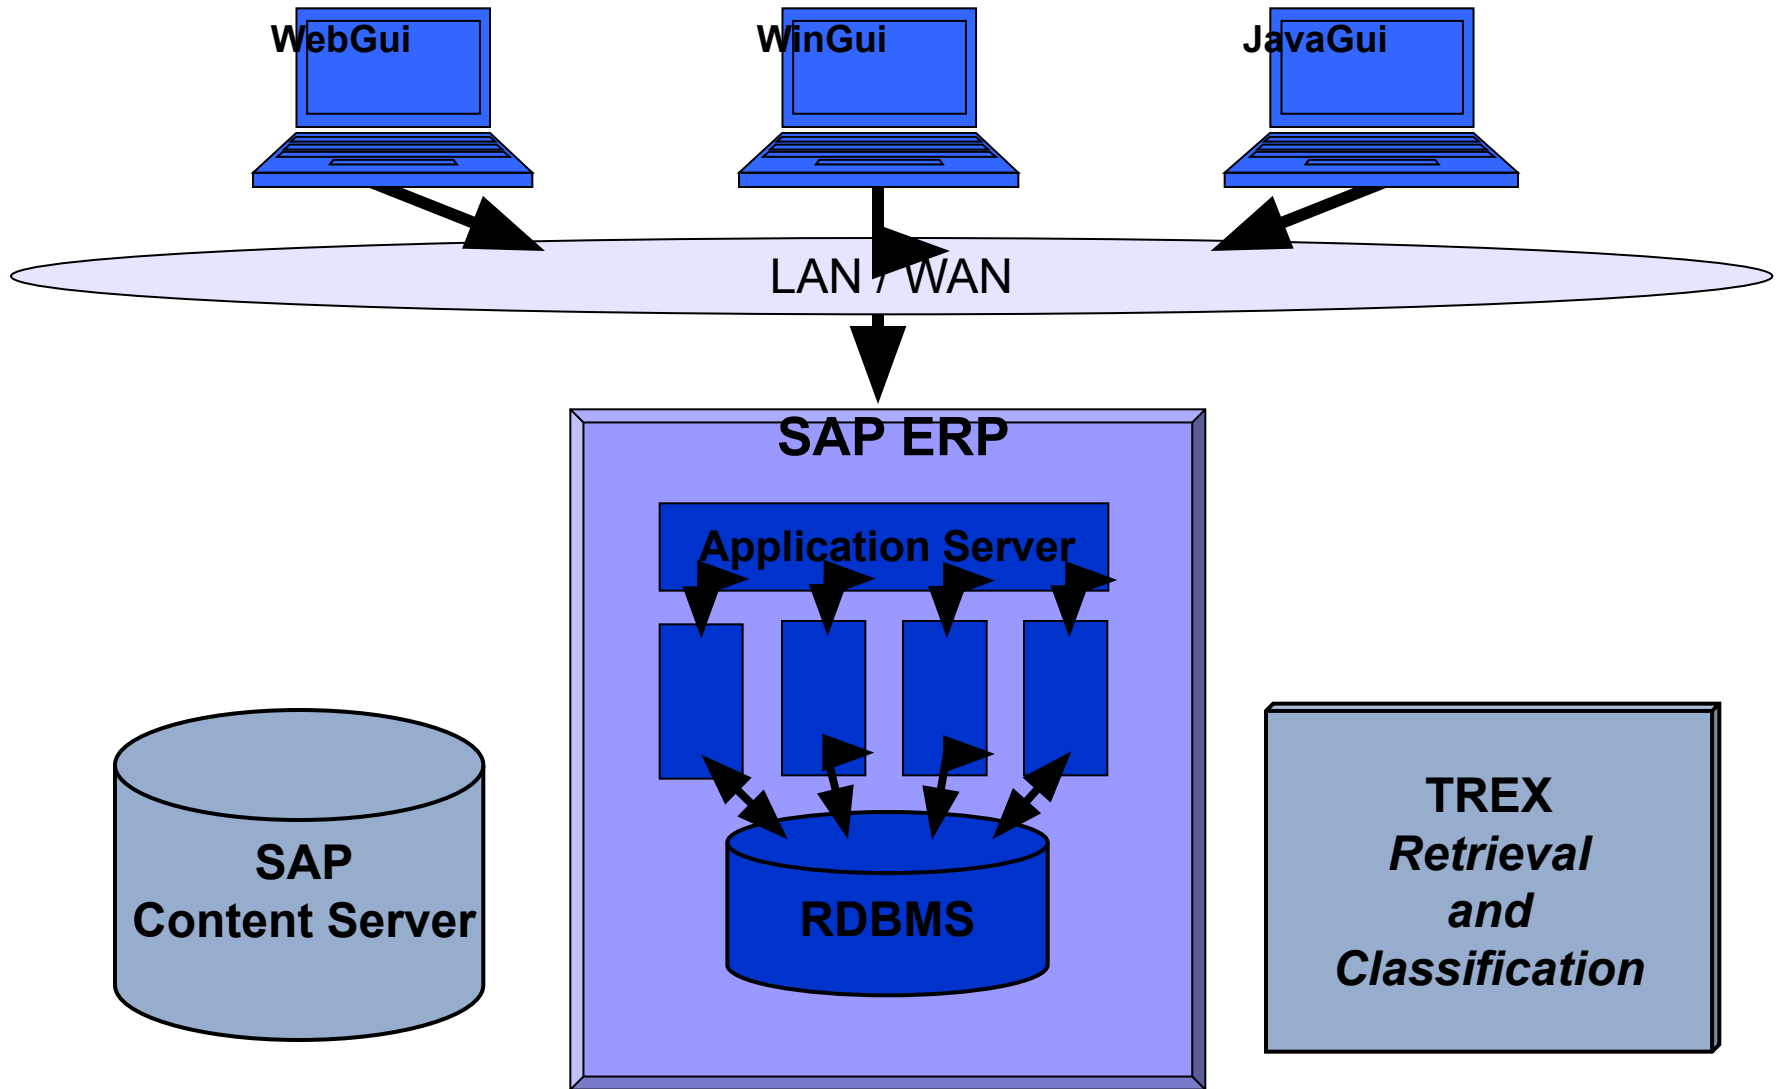 WebGui
WinGui
JavaGui
LAN / WAN
SAP ERP
Application Server
SAP
Content Server
RDBMS
TREX
Retrieval
and
Classification